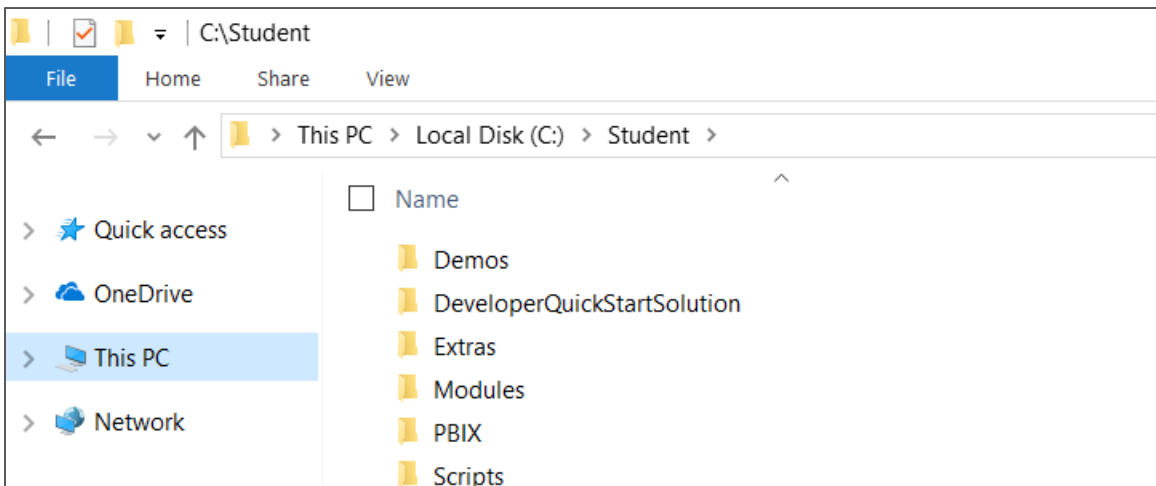 C:\Student
File Home Share View
This PC > Local Disk (C:) > Student >
Name
Quick access
OneDrive
This PC
Network
Demos
DeveloperQuickStartSolution
Extras
Modules
PBIX
Scripts